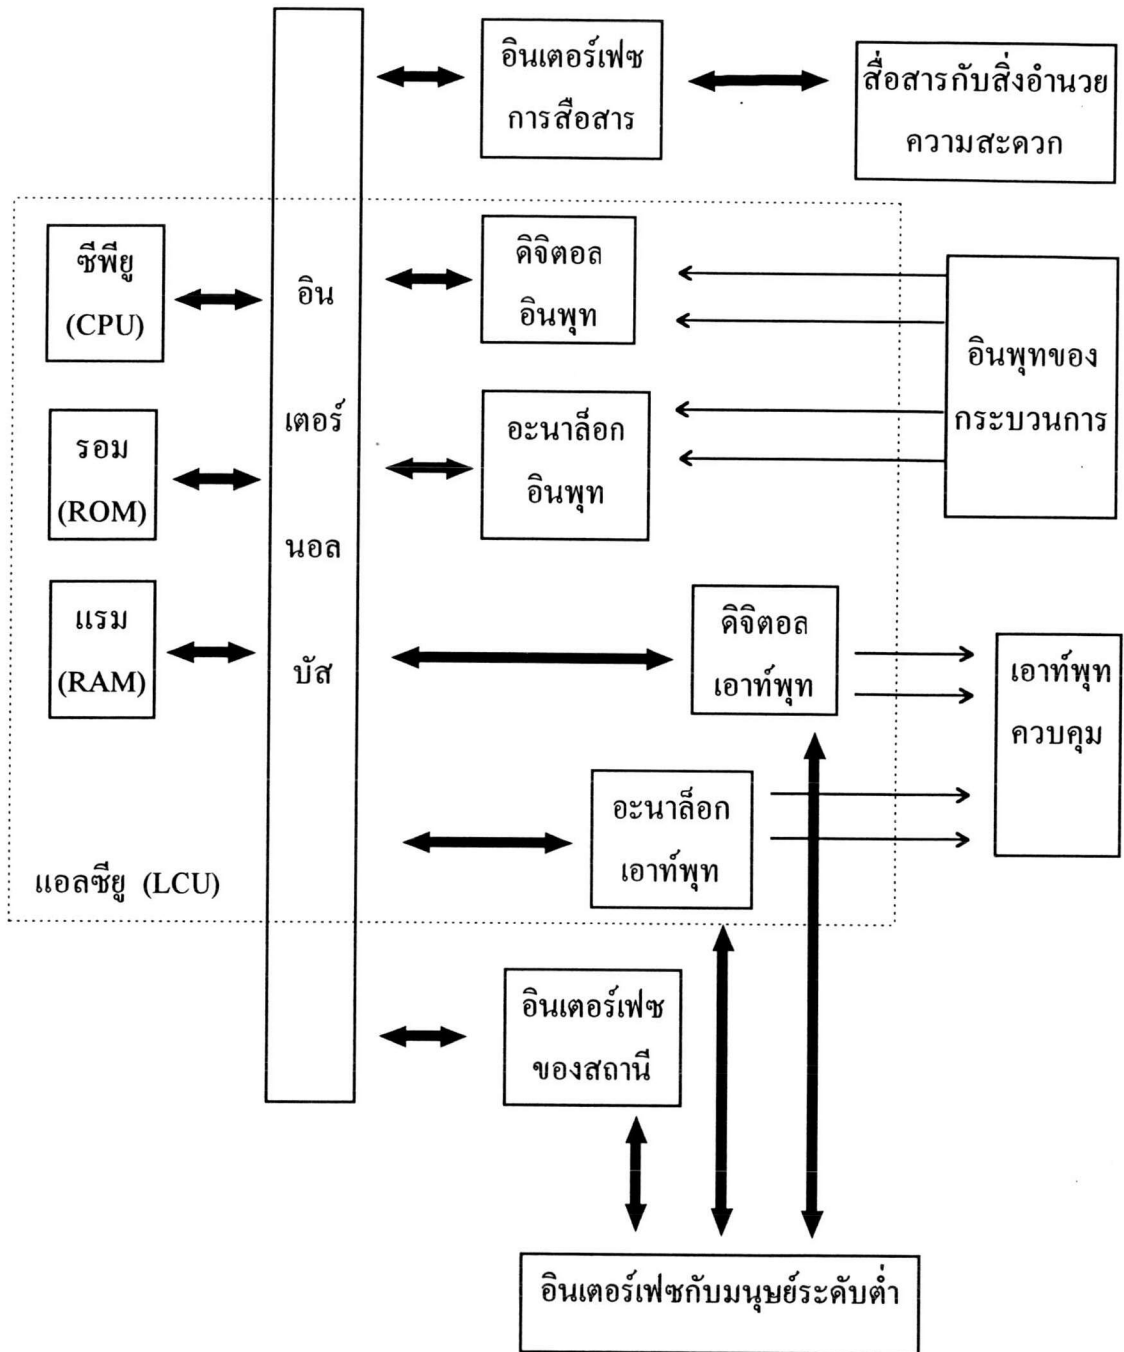 อินเตอร์เฟซ
การสือสาร
สื่อสารกับสิ่งอำนวย
ความสะดวก
ซีพียู
(CPU)
รอม
(ROM)
แรม
(RAM)
แอลซียู (LCU)
อิน
เตอร์
นอล
บัส
ดิจิตอล
อินพุท
อะนาล็อก
อินพุท
อินพุทของ
กระบวนการ
ดิจิตอล
เอาท์พุท
เอาท์พุท
ควบคุม
อะนาล็อก
เอาท์พุท
อินเตอร์เฟซ
ของสถานี
อินเตอร์เฟซกับมนุษย์ระดับต่ำ